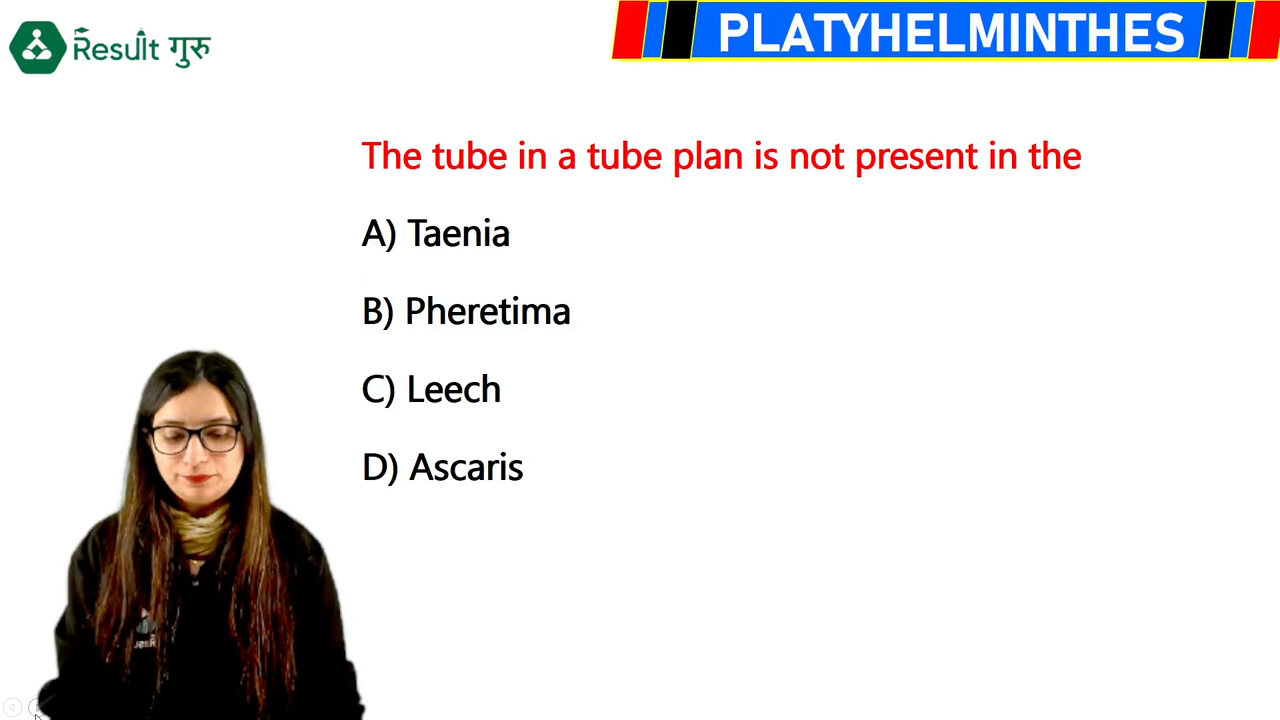 Result गुरु
PLATYHELMINTHES
The tube in a tube plan is not present in the
A) Taenia
B) Pheretima
C) Leech
D) Ascaris